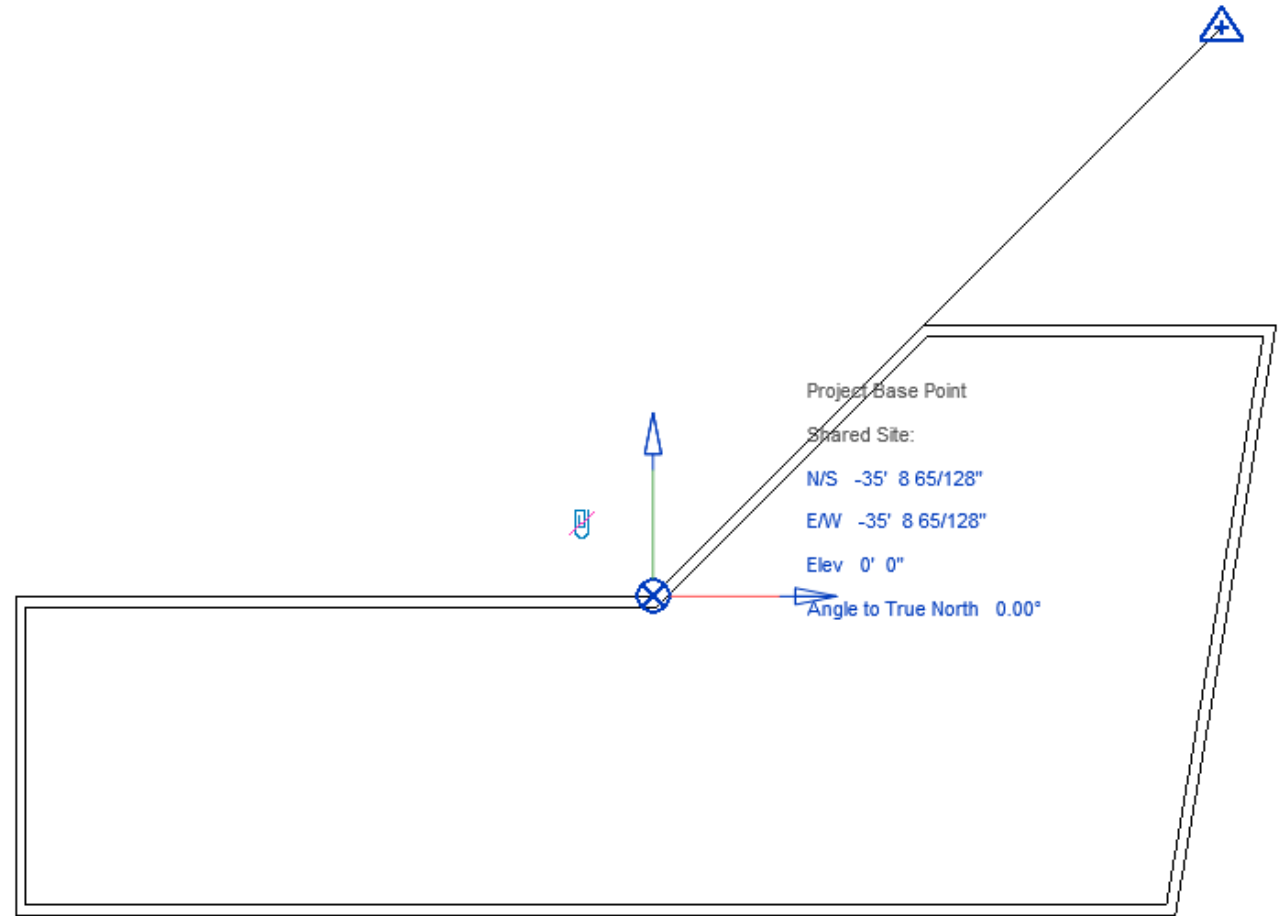 Project Base Point
Shared Site:
N/S -35' 8 65/128"
E/W -35' 8 65/128"
Elev 0' 0"
Angle to True North 0.00°